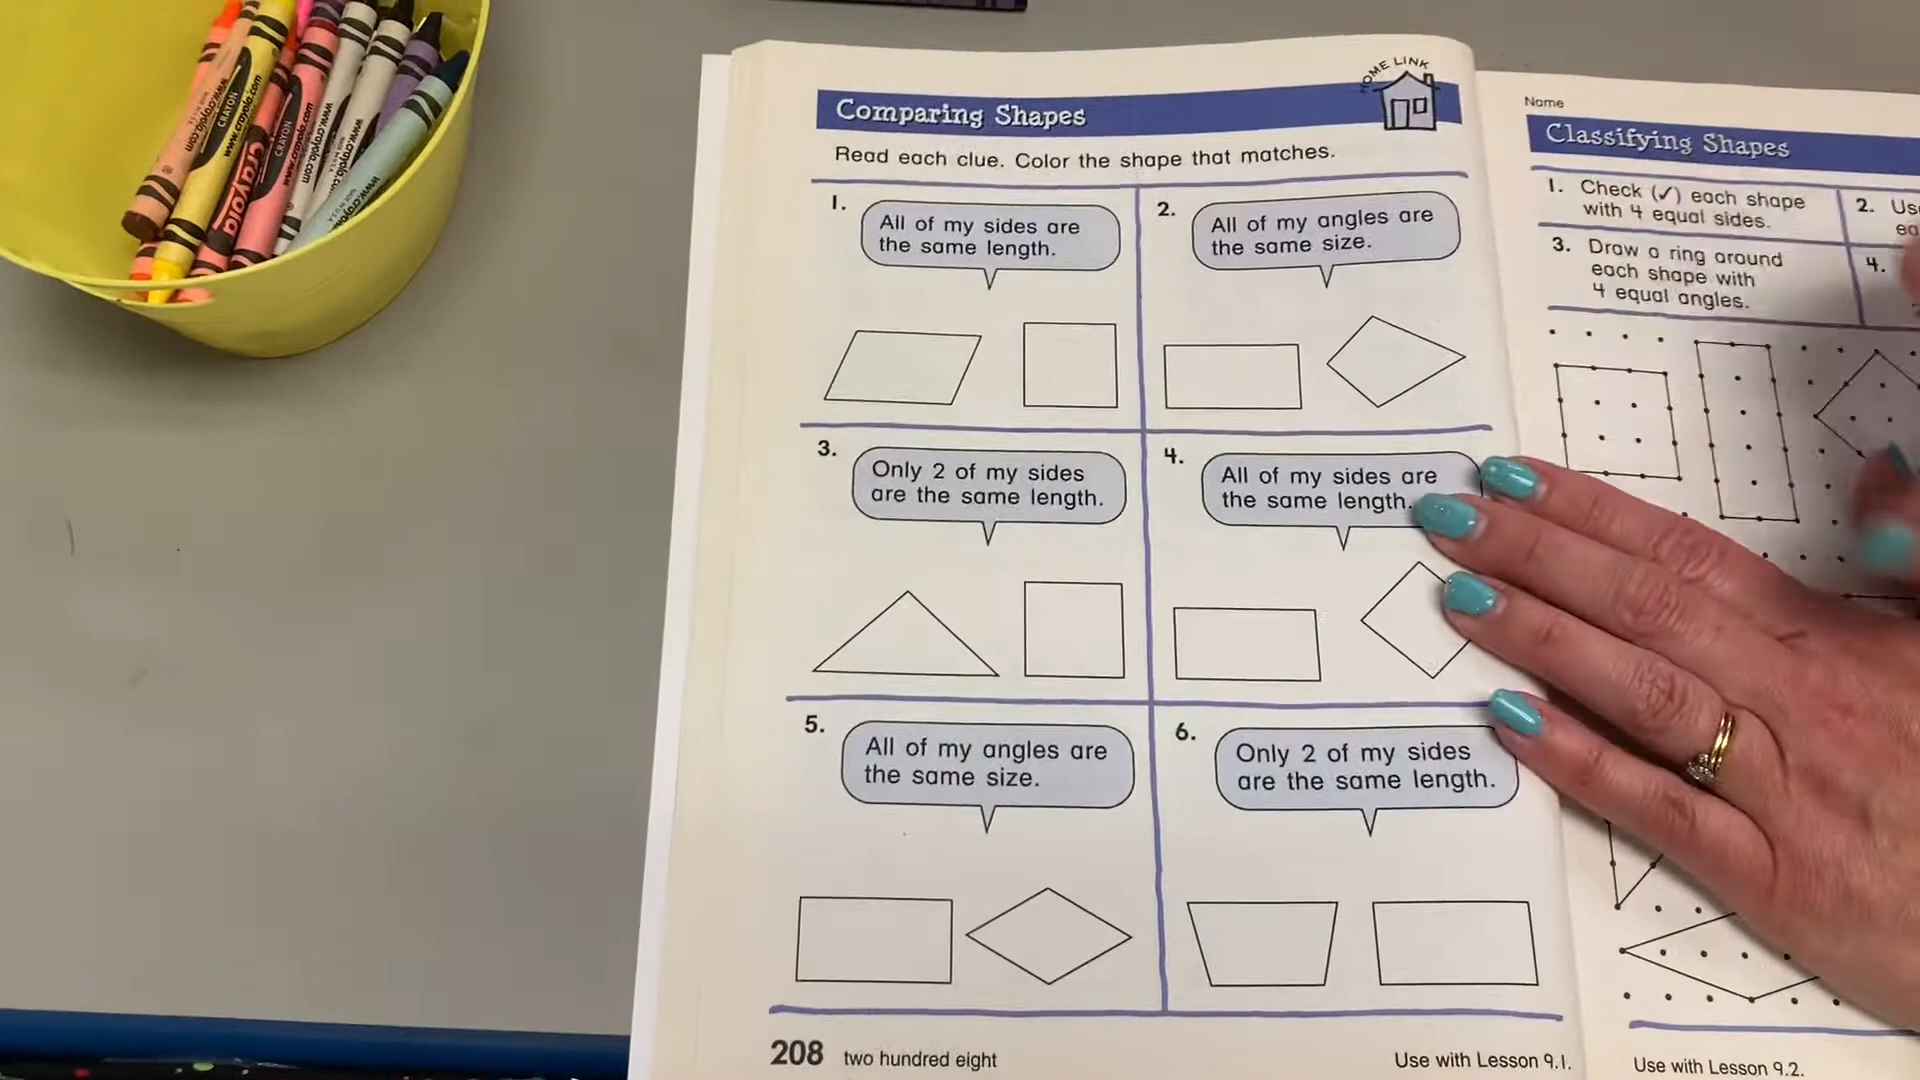 HOME LINK
Comparing Shapes
Read each clue. Color the shape that matches.
1.
All of my sides are
the same length.
2.
All of my angles are
the same size.
3.
Only 2 of my sides
are the same length.
4.
All of my sides are
the same length.
5.
All of my angles are
the same size.
6.
Only 2 of my sides
are the same length.
208 two hundred eight
Use with Lesson 9.1.
Name
Classifying Shapes
1. Check (✓) each shape
with 4 equal sides.
2.
3. Draw a ring around
each shape with
4 equal angles.
4.
Use with Lesson 9.2.
CRAYON
www.crayola.com
Crayola
CRAYON
www.crayola.com